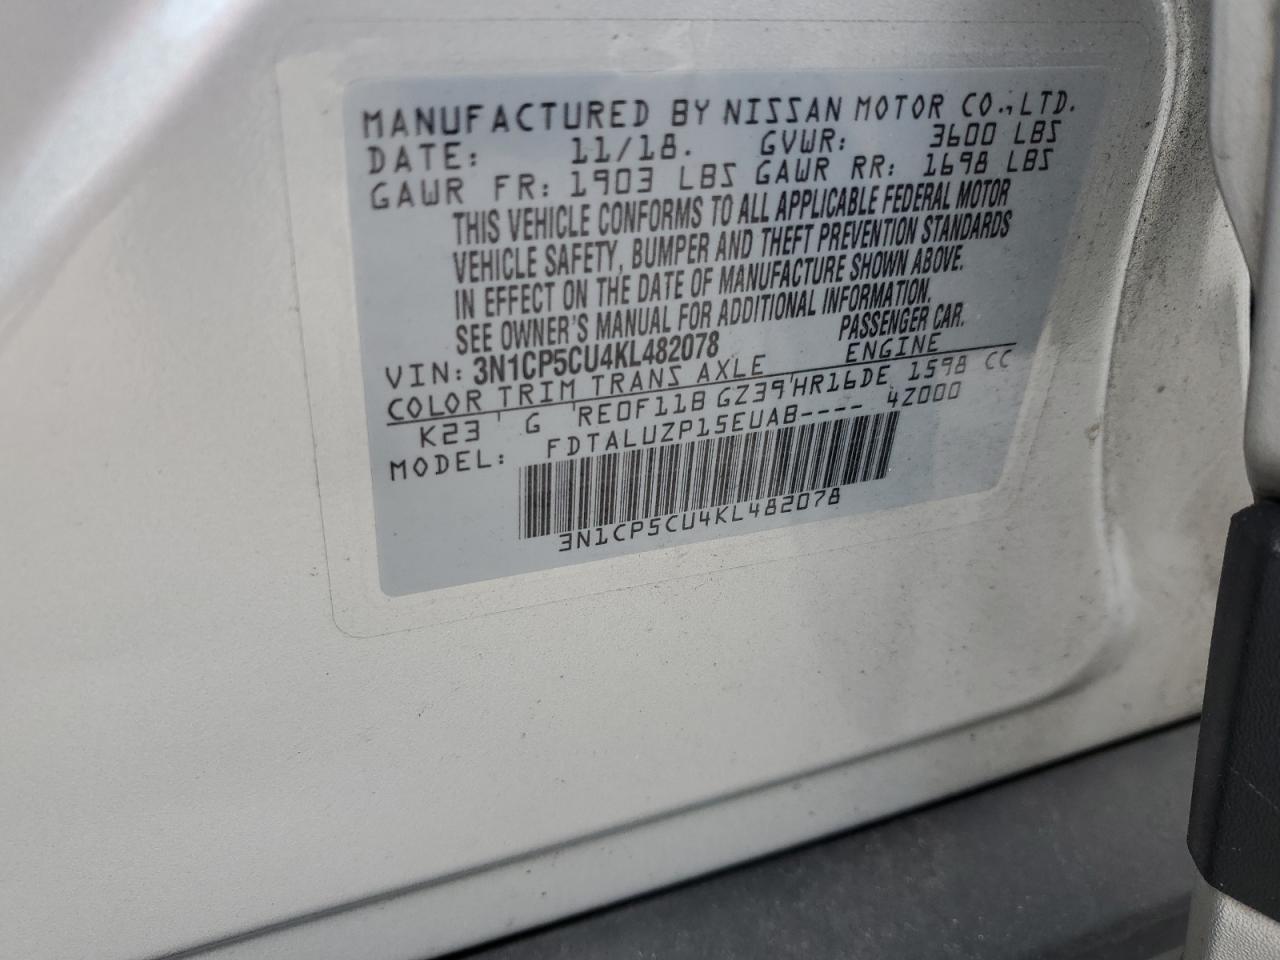 MANUFACTURED BY NISSAN MOTOR CO.,LTD.
DATE: 11/18. GVWR: 3600 LBS
GAWR FR: 1903 LBS GAWR RR: 1698 LBS
THIS VEHICLE CONFORMS TO ALL APPLICABLE FEDERAL MOTOR
VEHICLE SAFETY, BUMPER AND THEFT PREVENTION STANDARDS
IN EFFECT ON THE DATE OF MANUFACTURE SHOWN ABOVE.
SEE OWNER'S MANUAL FOR ADDITIONAL INFORMATION.
PASSENGER CAR.
VIN: 3N1CP5CU4KL482078
COLOR TRIM TRANS AXLE ENGINE
K23 ' G 'RE0F11B GZ39'HR16DE 1598 CC
MODEL: FDTALUZP15EUAB---- 4Z000
3N1CP5CU4KL482078